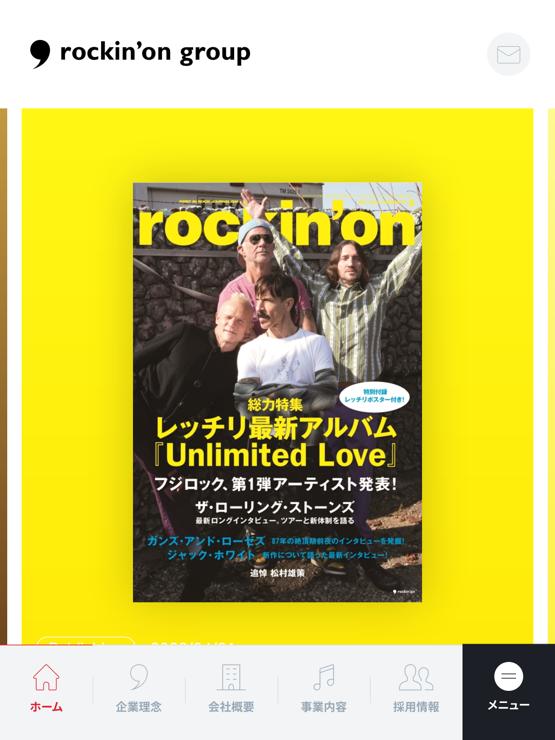 rockin'on group
rockin'on
特別付録
レッチリポスター付き!
総力特集
レッチリ最新アルバム
『Unlimited Love』
フジロック、第1弾アーティスト発表!
ザ・ローリング・ストーンズ
最新ロングインタビュー。ツアーと新体制を語る
ガンズ・アンド・ローゼズ 87年の絶頂期前夜のインタビューを発掘!
ジャック・ホワイト 新作について語った最新インタビュー!
追悼 松村雄策
rockin'on
ホーム
企業理念
会社概要
事業内容
採用情報
メニュー